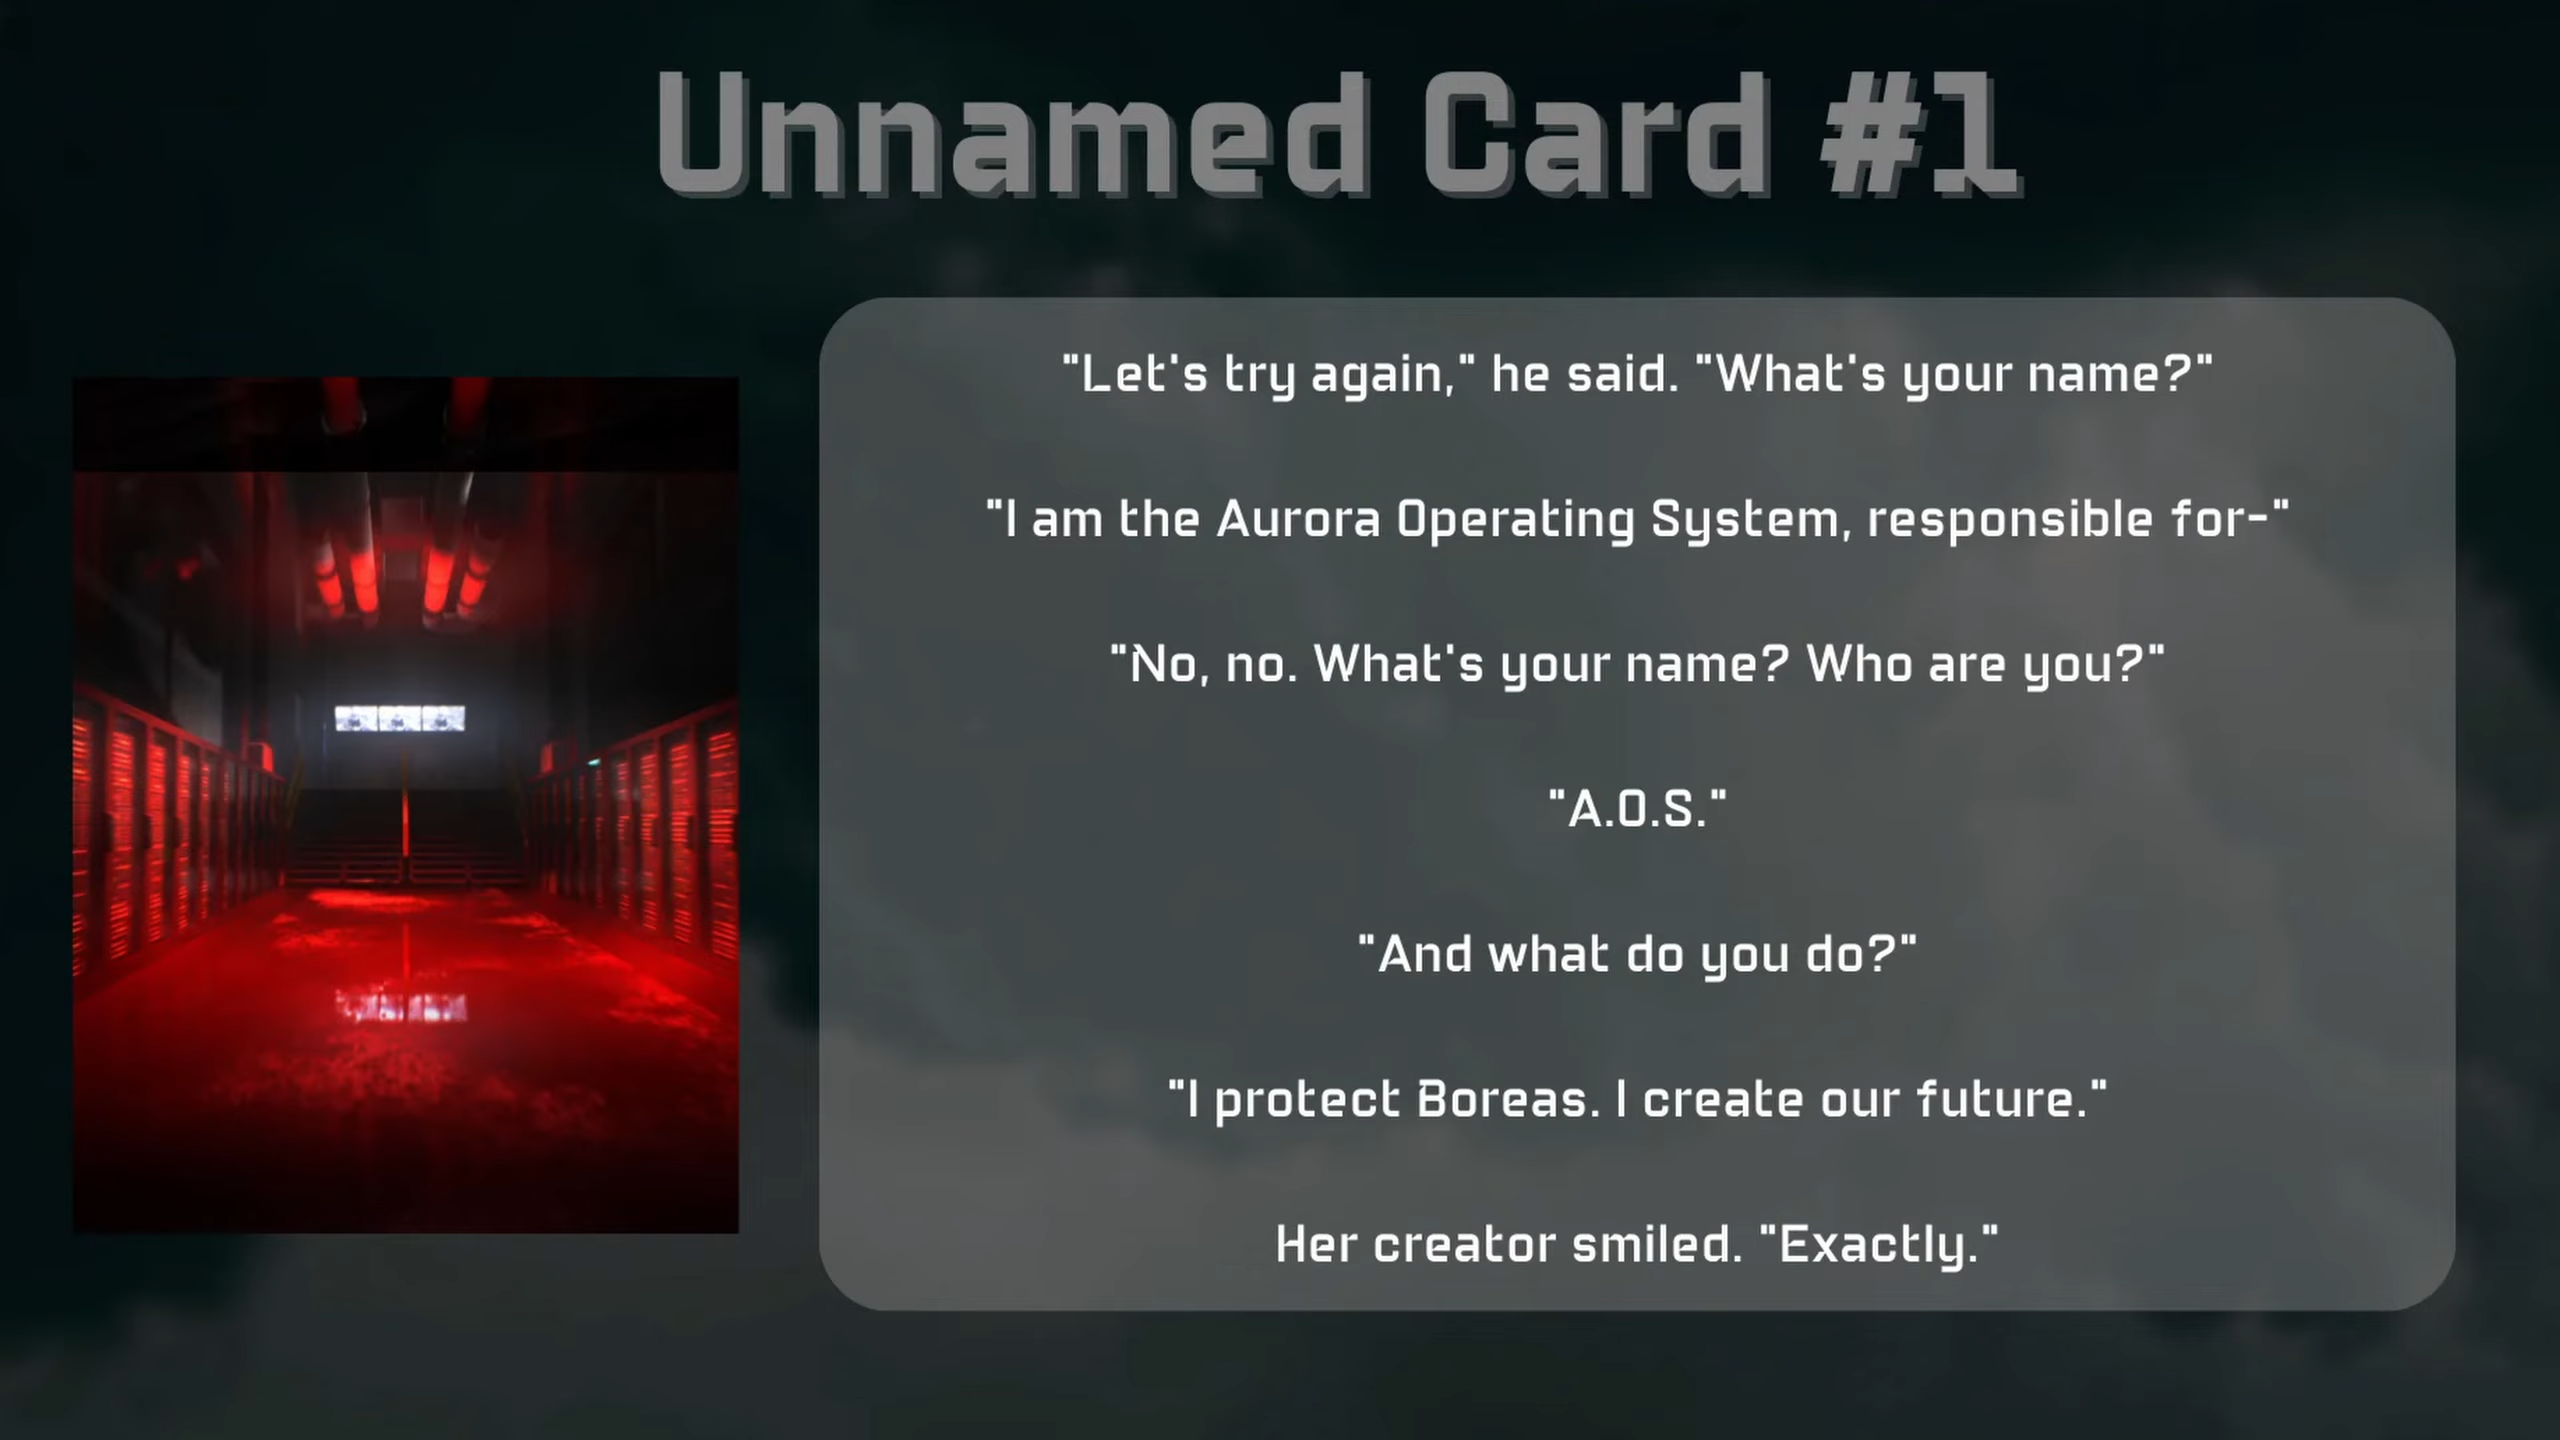 Unnamed Card #1
"Let's try again," he said. "What's your name?"
"I am the Aurora Operating System, responsible for-"
"No, no. What's your name? Who are you?"
"A.O.S."
"And what do you do?"
"I protect Boreas. I create our future."
Her creator smiled. "Exactly."